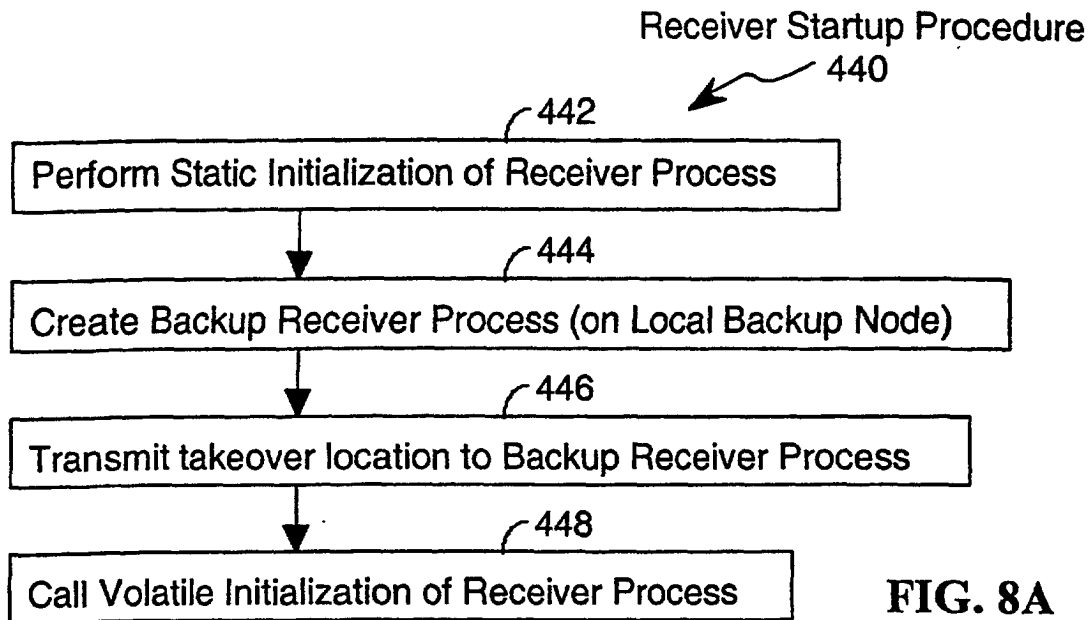 Receiver Startup Procedure
440
442
Perform Static Initialization of Receiver Process
444
Create Backup Receiver Process (on Local Backup Node)
446
Transmit takeover location to Backup Receiver Process
448
Call Volatile Initialization of Receiver Process
FIG. 8A